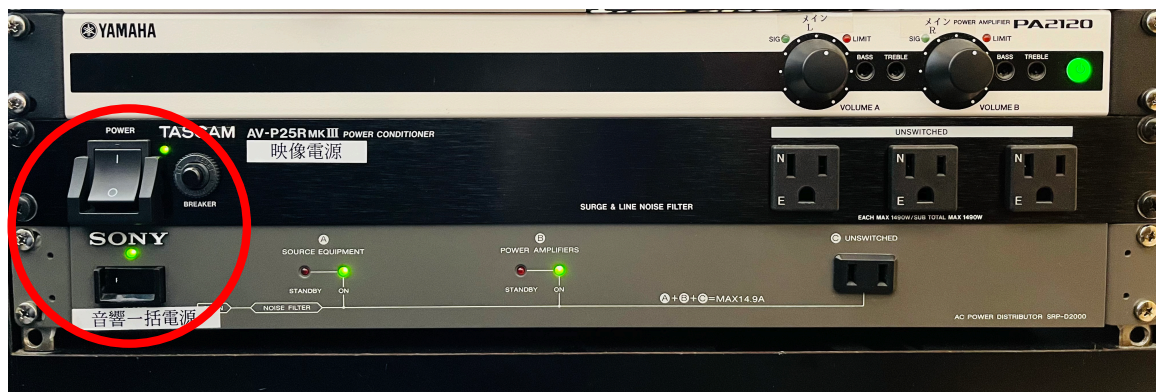 YAMAHA
メイン L
メイン R
POWER AMPLIFIER PA2120
SIG LIMIT
SIG LIMIT
BASS TREBLE
BASS TREBLE
VOLUME A
VOLUME B
POWER
TASCAM AV-P25RMKIII POWER CONDITIONER
映像電源
BREAKER
I
O
UNSWITCHED
N
N
N
E
E
E
SURGE & LINE NOISE FILTER
EACH MAX 1490W/SUB TOTAL MAX 1490W
SONY
I
音響一括電源
A
SOURCE EQUIPMENT
STANDBY ON
B
POWER AMPLIFIERS
STANDBY ON
C UNSWITCHED
NOISE FILTER
A+B+C=MAX14.9A
AC POWER DISTRIBUTOR SRP-D2000